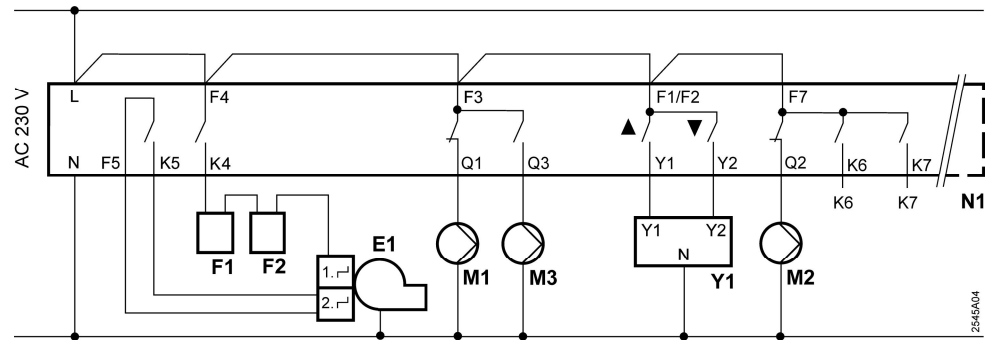 AC 230 V
L F4 F3 F1/F2 F7
N F5 K5 K4 Q1 Q3 Y1 Y2 Q2 K6 K7
K6 K7 N1
F1 F2 E1 M1 M3 Y1 Y2 M2
1. N
2. Y1
2545A04